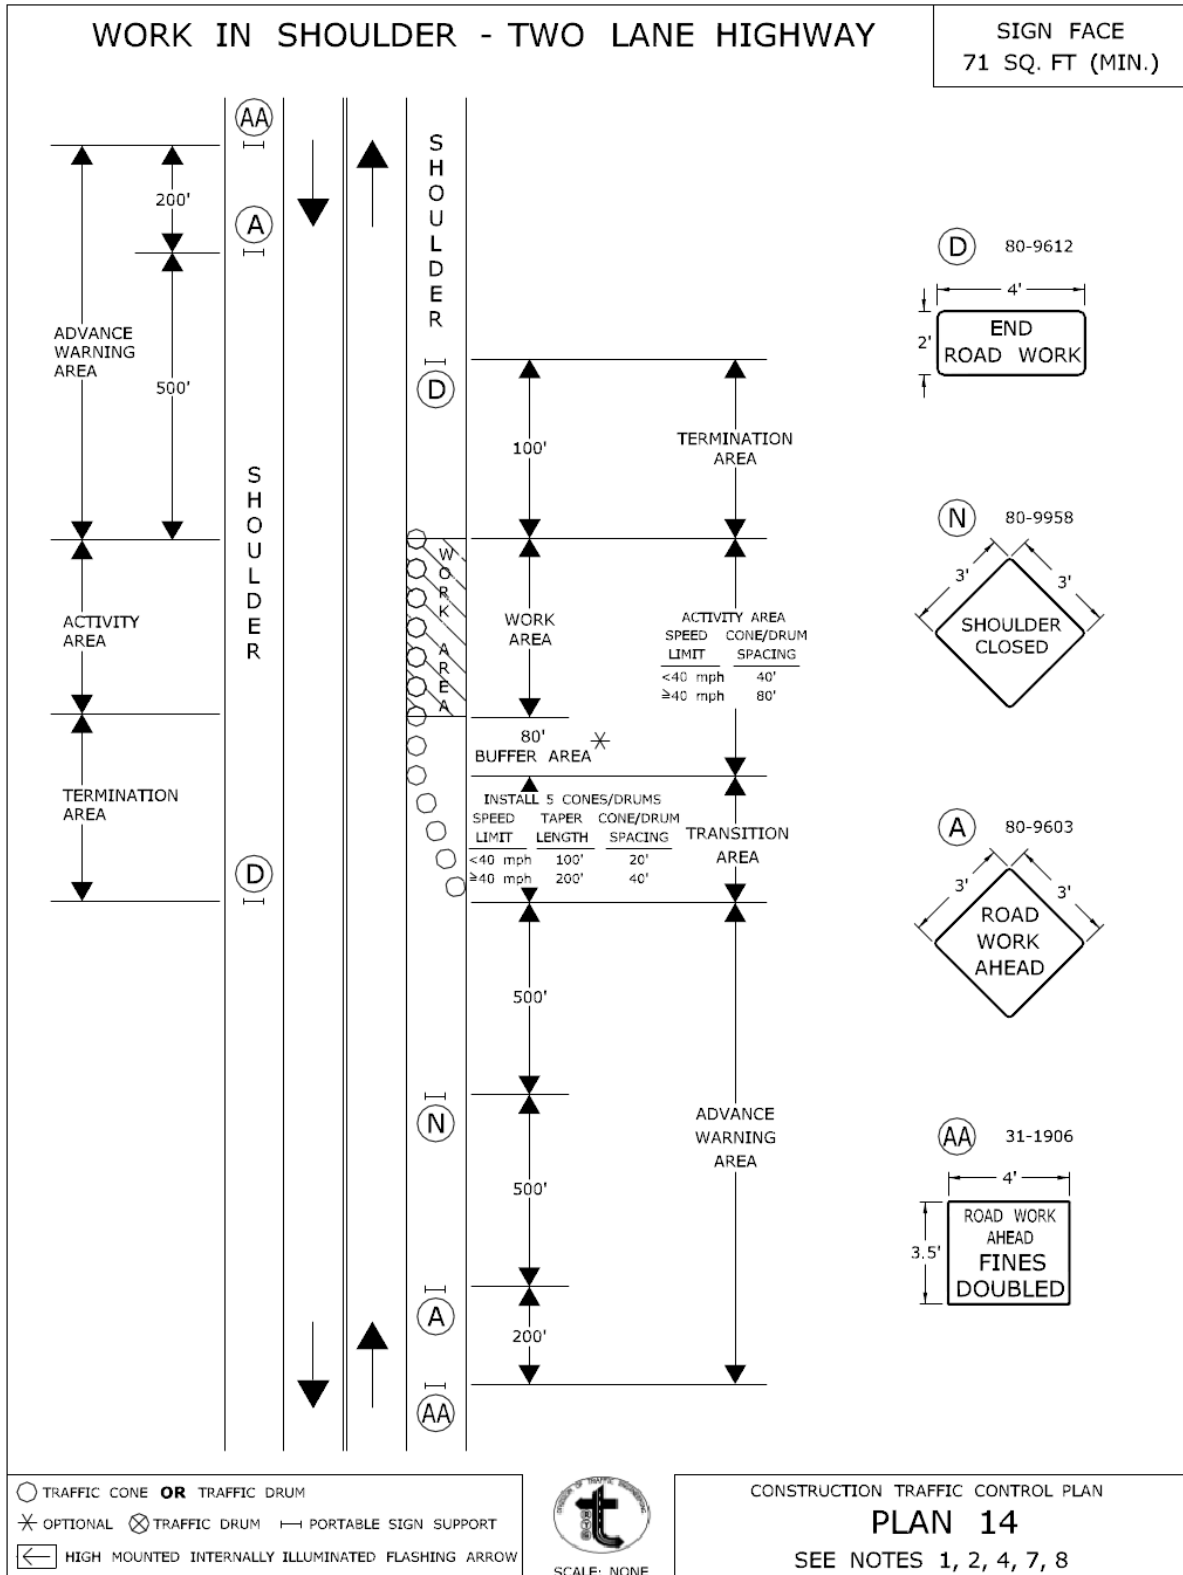 WORK IN SHOULDER - TWO LANE HIGHWAY
SIGN FACE
71 SQ. FT (MIN.)
AA
200'
A
ADVANCE
WARNING
AREA
500'
SHOULDER
ACTIVITY
AREA
TERMINATION
AREA
D
SHOULDER
D
100'
TERMINATION
AREA
WORK AREA
WORK
AREA
ACTIVITY AREA
SPEED CONE/DRUM
LIMIT SPACING
<40 mph 40'
≧40 mph 80'
80'
BUFFER AREA
INSTALL 5 CONES/DRUMS
SPEED TAPER CONE/DRUM
LIMIT LENGTH SPACING
<40 mph 100' 20'
≧40 mph 200' 40'
TRANSITION
AREA
500'
N
500'
ADVANCE
WARNING
AREA
A
200'
AA
D 80-9612
4'
2'
END
ROAD WORK
N 80-9958
3' 3'
SHOULDER
CLOSED
A 80-9603
3' 3'
ROAD
WORK
AHEAD
AA 31-1906
4'
3.5'
ROAD WORK
AHEAD
FINES
DOUBLED
TRAFFIC CONE OR TRAFFIC DRUM
OPTIONAL TRAFFIC DRUM PORTABLE SIGN SUPPORT
HIGH MOUNTED INTERNALLY ILLUMINATED FLASHING ARROW
DIVISION OF TRAFFIC ENGINEERING
SCALE: NONE
CONSTRUCTION TRAFFIC CONTROL PLAN
PLAN 14
SEE NOTES 1, 2, 4, 7, 8